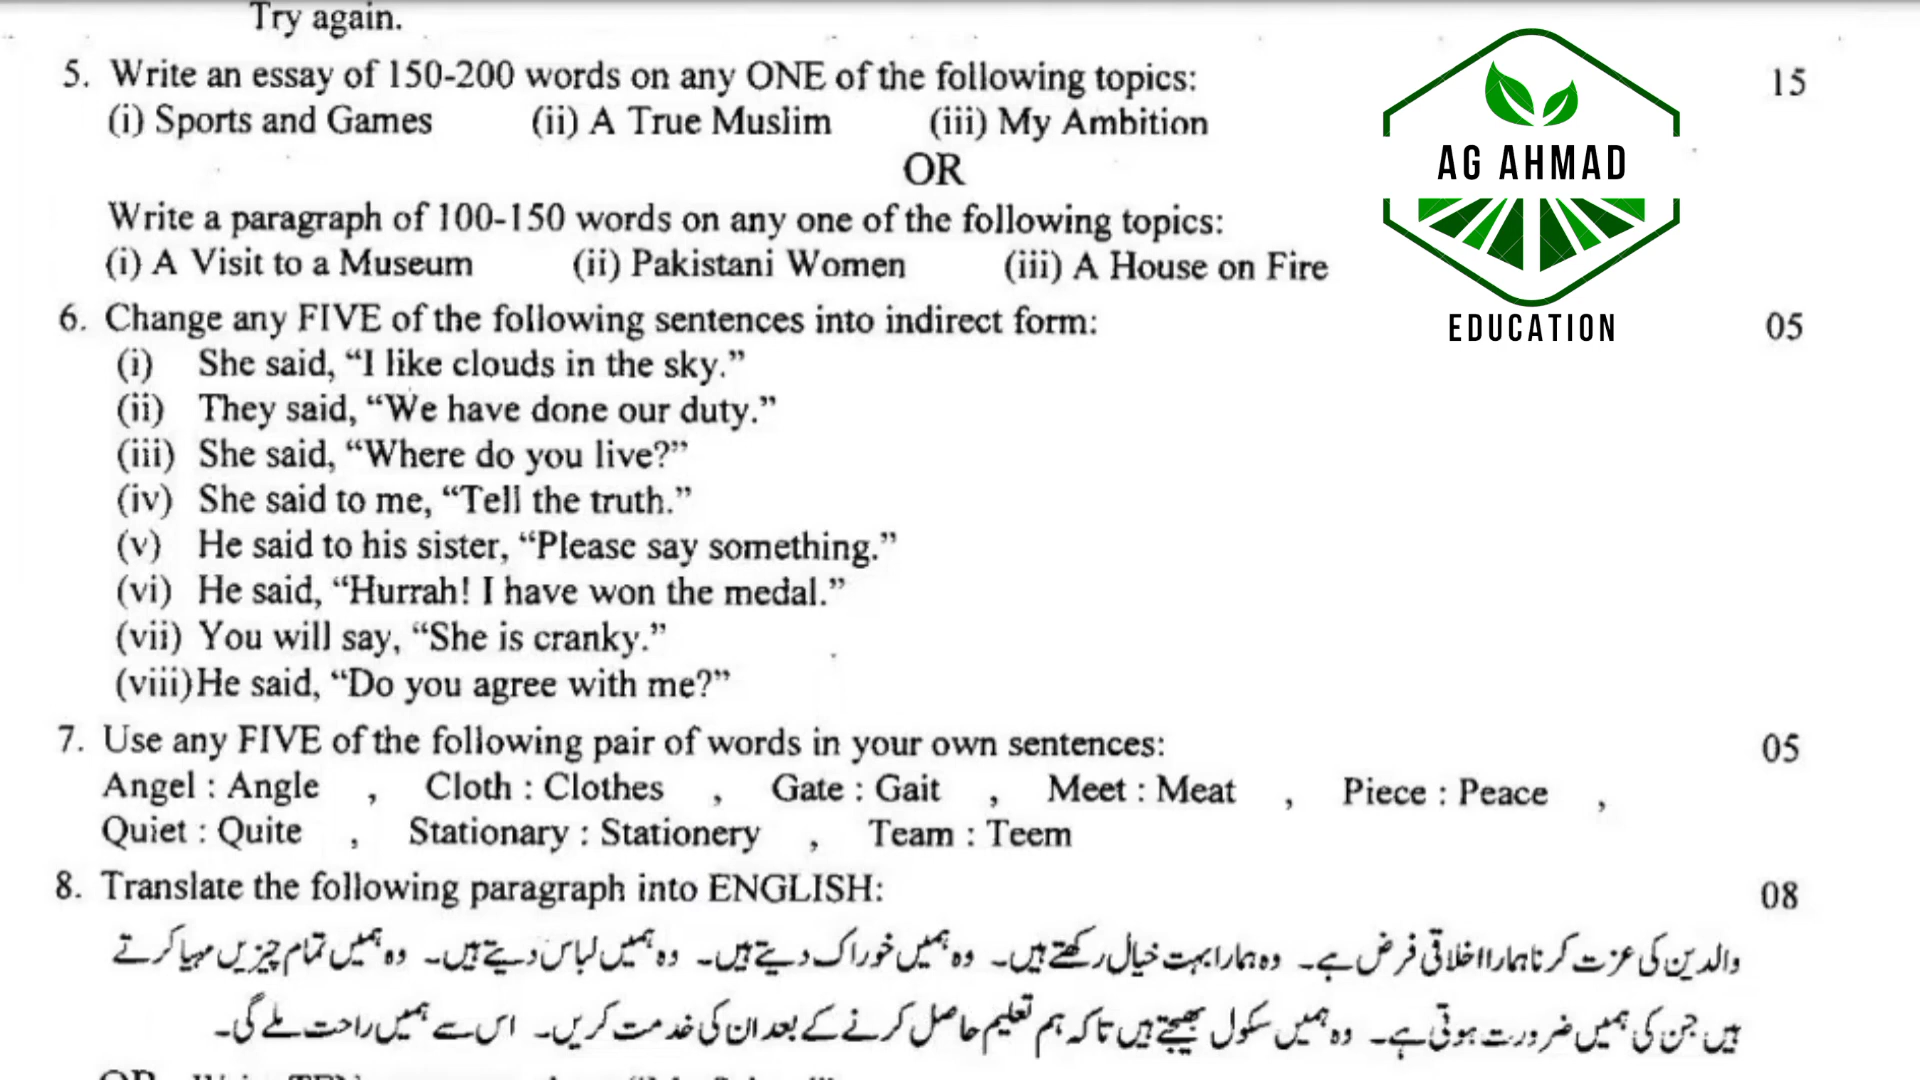 Try again.
5. Write an essay of 150-200 words on any ONE of the following topics: 15
(i) Sports and Games (ii) A True Muslim (iii) My Ambition
OR
Write a paragraph of 100-150 words on any one of the following topics:
(i) A Visit to a Museum (ii) Pakistani Women (iii) A House on Fire
AG AHMAD
EDUCATION
6. Change any FIVE of the following sentences into indirect form: 05
(i) She said, “I like clouds in the sky.”
(ii) They said, “We have done our duty.”
(iii) She said, “Where do you live?”
(iv) She said to me, “Tell the truth.”
(v) He said to his sister, “Please say something.”
(vi) He said, “Hurrah! I have won the medal.”
(vii) You will say, “She is cranky.”
(viii) He said, “Do you agree with me?”
7. Use any FIVE of the following pair of words in your own sentences: 05
Angel : Angle , Cloth : Clothes , Gate : Gait , Meet : Meat , Piece : Peace ,
Quiet : Quite , Stationary : Stationery , Team : Teem
8. Translate the following paragraph into ENGLISH: 08
والدین کی عزت کرنا ہمارا اخلاقی فرض ہے۔ وہ ہمارا بہت خیال رکھتے ہیں۔ وہ ہمیں خوراک دیتے ہیں۔ وہ ہمیں لباس دیتے ہیں۔ وہ ہمیں تمام چیزیں مہیا کرتے
ہیں جن کی ہمیں ضرورت ہوتی ہے۔ وہ ہمیں سکول بھیجتے ہیں تاکہ ہم تعلیم حاصل کرنے کے بعد ان کی خدمت کریں۔ اس سے ہمیں راحت ملے گی۔